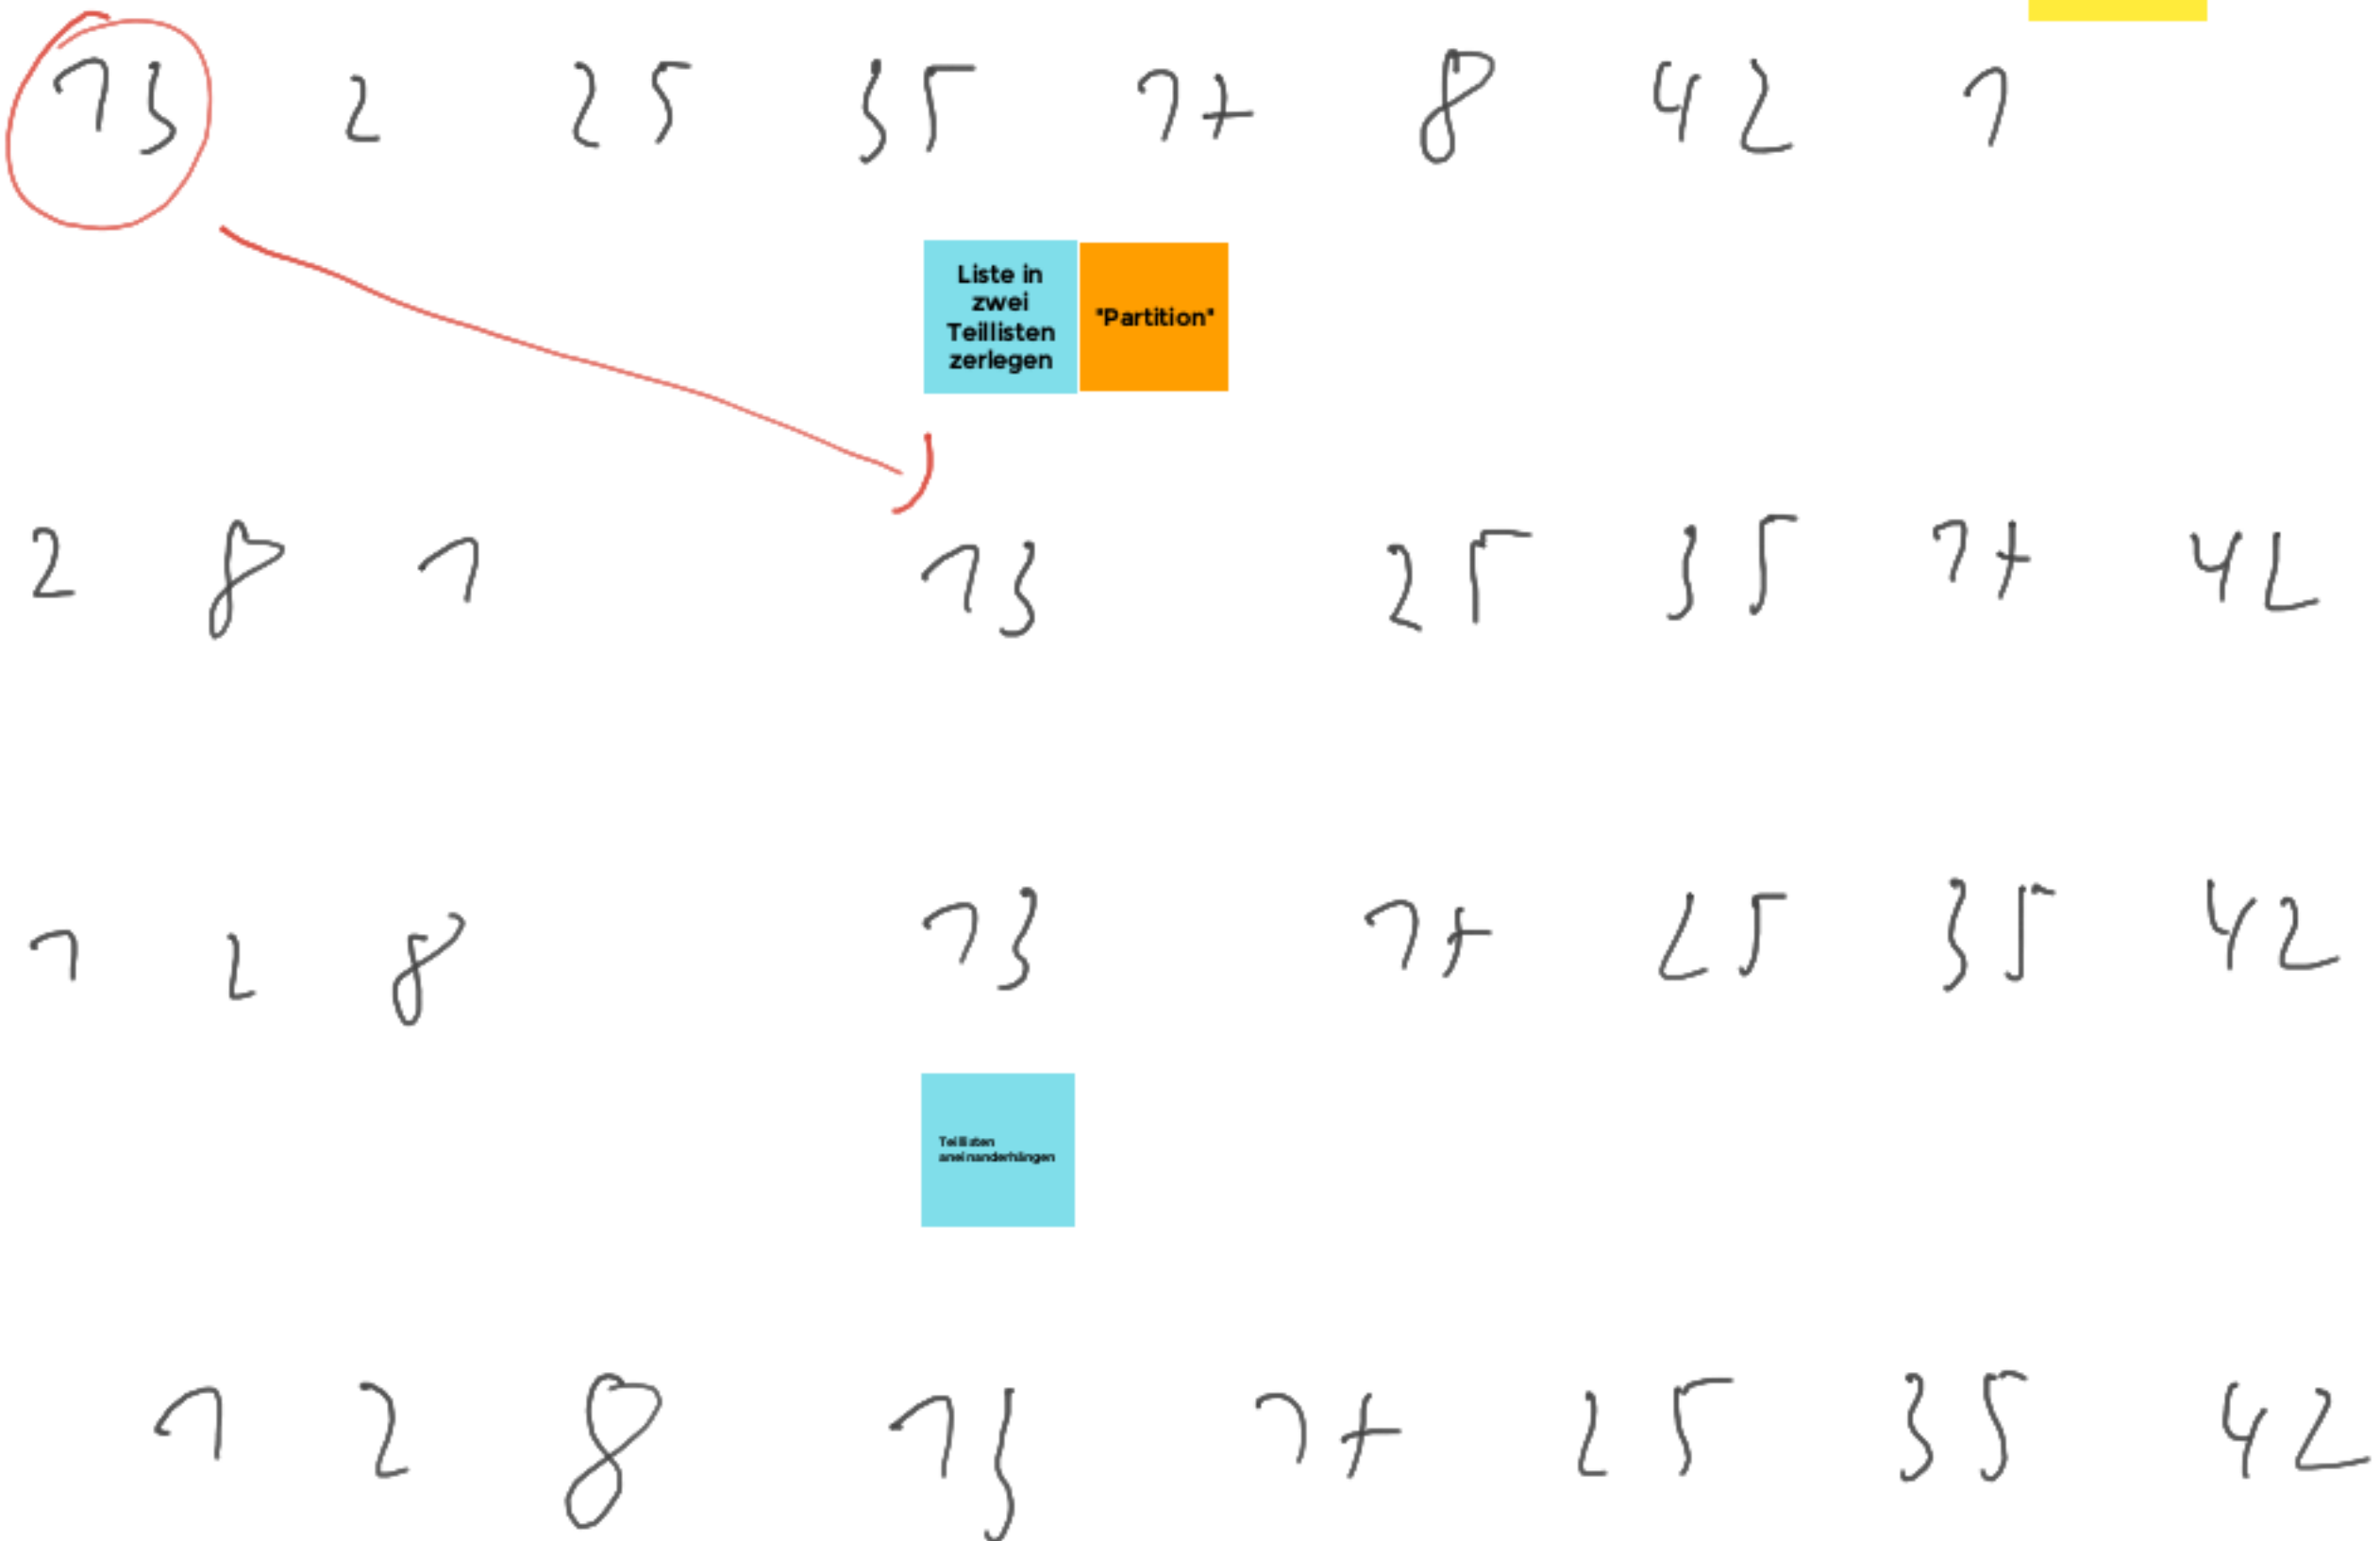 13 2 25 35 17 8 42 1
Liste in
zwei
Teillisten
zerlegen
"Partition"
2 8 1 13 25 35 17 42
1 2 8 13 17 25 35 42
Teillisten
aneinanderhängen
1 2 8 13 17 25 35 42